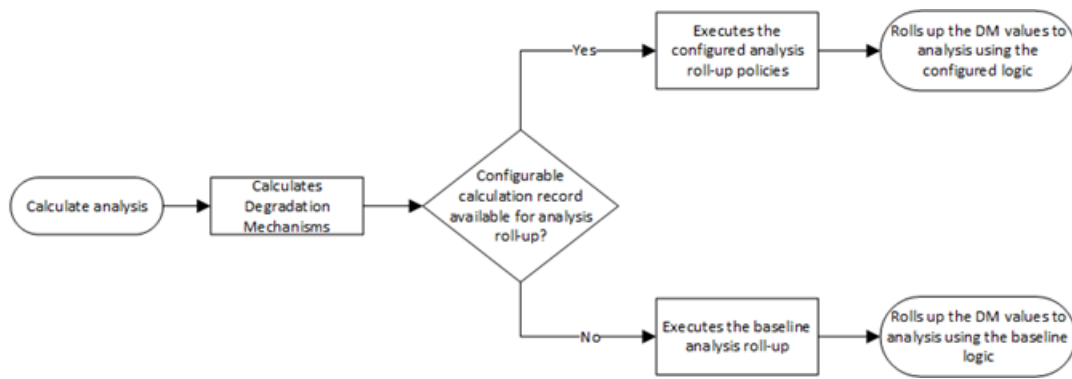 Calculate analysis
Calculates
Degradation
Mechanisms
Configurable
calculation record
available for analysis
roll-up?
Yes
Executes the
configured analysis
roll-up policies
Rolls up the DM values to
analysis using the
configured logic
No
Executes the baseline
analysis roll-up
Rolls up the DM values to
analysis using the baseline
logic